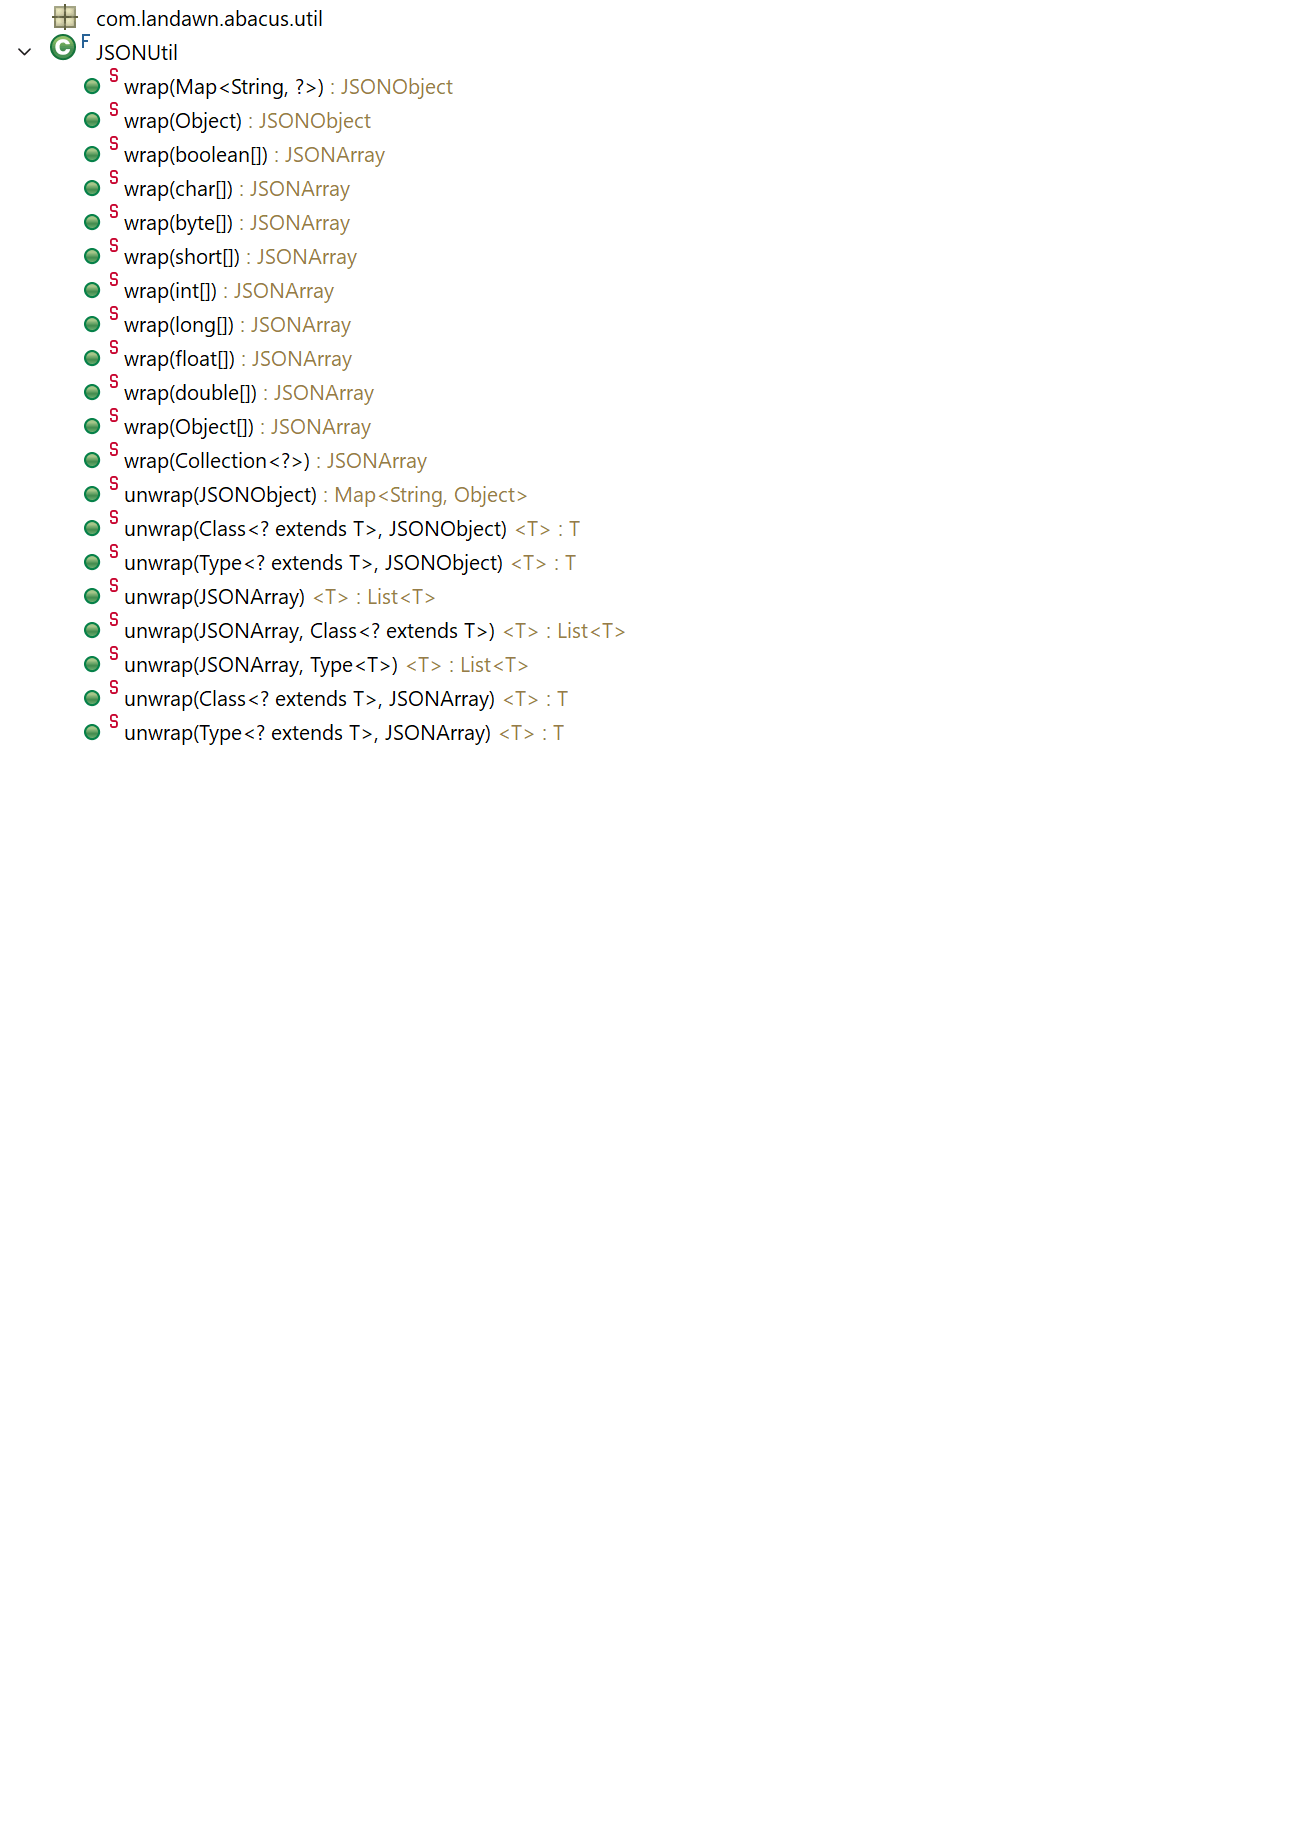 com.landawn.abacus.util
C F JSONUtil
S wrap(Map<String, ?>) : JSONObject
S wrap(Object) : JSONObject
S wrap(boolean[]) : JSONArray
S wrap(char[]) : JSONArray
S wrap(byte[]) : JSONArray
S wrap(short[]) : JSONArray
S wrap(int[]) : JSONArray
S wrap(long[]) : JSONArray
S wrap(float[]) : JSONArray
S wrap(double[]) : JSONArray
S wrap(Object[]) : JSONArray
S wrap(Collection<?>) : JSONArray
S unwrap(JSONObject) : Map<String, Object>
S unwrap(Class<? extends T>, JSONObject) <T> : T
S unwrap(Type<? extends T>, JSONObject) <T> : T
S unwrap(JSONArray) <T> : List<T>
S unwrap(JSONArray, Class<? extends T>) <T> : List<T>
S unwrap(JSONArray, Type<T>) <T> : List<T>
S unwrap(Class<? extends T>, JSONArray) <T> : T
S unwrap(Type<? extends T>, JSONArray) <T> : T